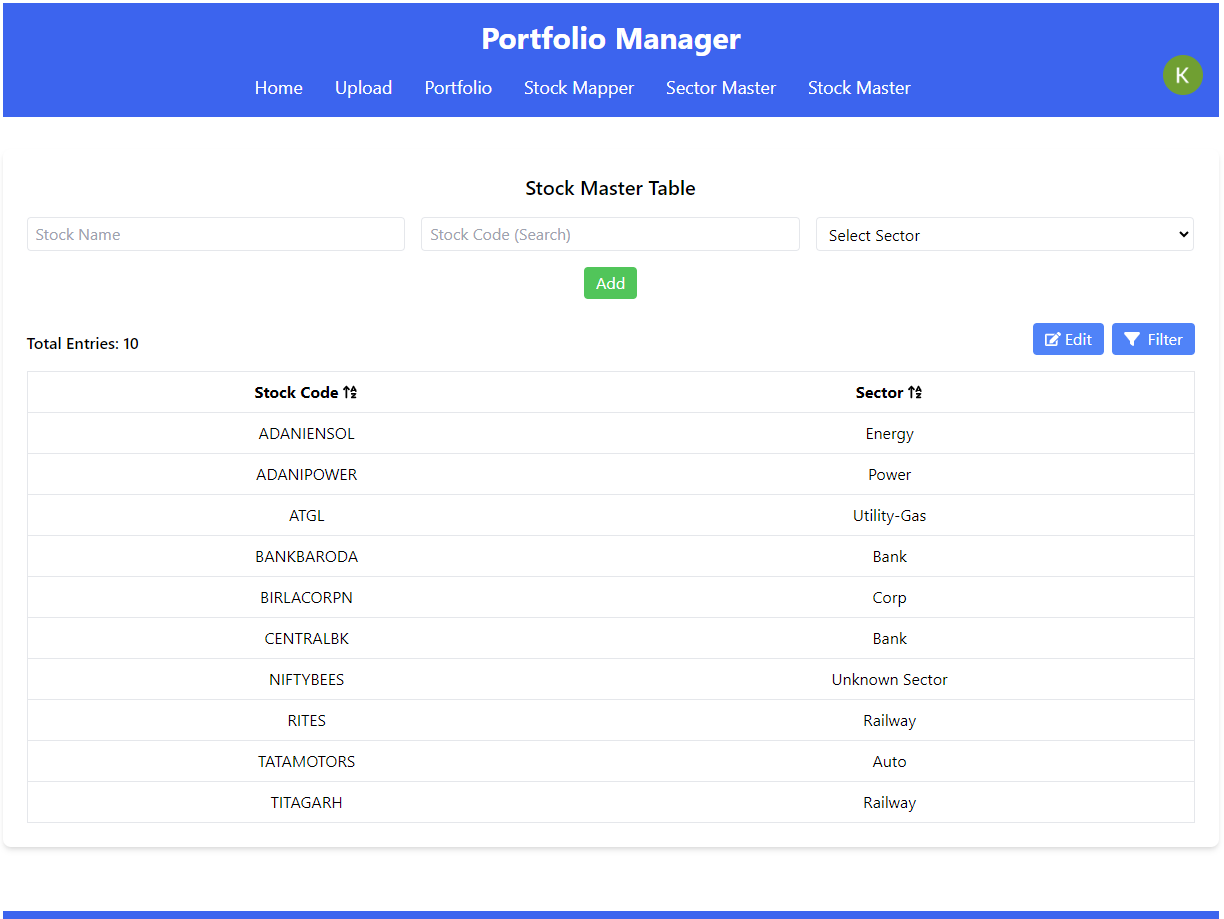 Portfolio Manager
Home Upload Portfolio Stock Mapper Sector Master Stock Master
K
Stock Master Table
Stock Name Stock Code (Search) Select Sector
Add
Total Entries: 10 Edit Filter
Stock Code Sector
ADANIENSOL Energy
ADANIPOWER Power
ATGL Utility-Gas
BANKBARODA Bank
BIRLACORPN Corp
CENTRALBK Bank
NIFTYBEES Unknown Sector
RITES Railway
TATAMOTORS Auto
TITAGARH Railway